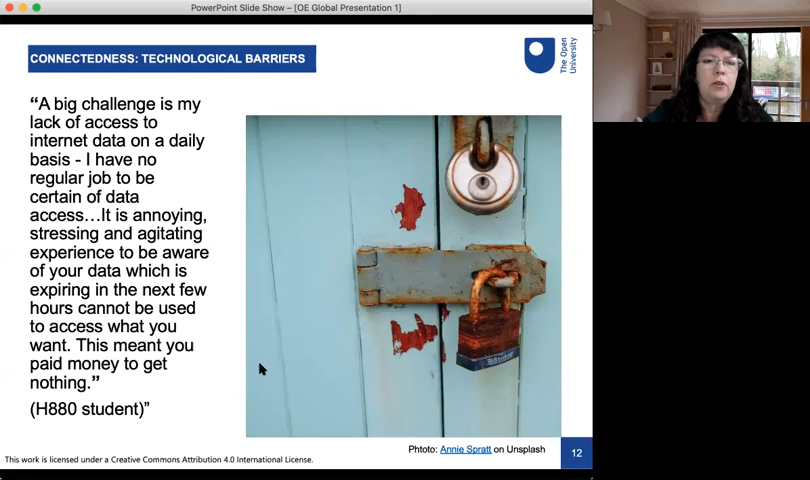 PowerPoint Slide Show – [OE Global Presentation 1]
CONNECTEDNESS: TECHNOLOGICAL BARRIERS
The Open
University
“A big challenge is my
lack of access to
internet data on a daily
basis - I have no
regular job to be
certain of data
access…It is annoying,
stressing and agitating
experience to be aware
of your data which is
expiring in the next few
hours cannot be used
to access what you
want. This meant you
paid money to get
nothing.”
(H880 student)”
Phtoto: Annie Spratt on Unsplash
This work is licensed under a Creative Commons Attribution 4.0 International License.
12